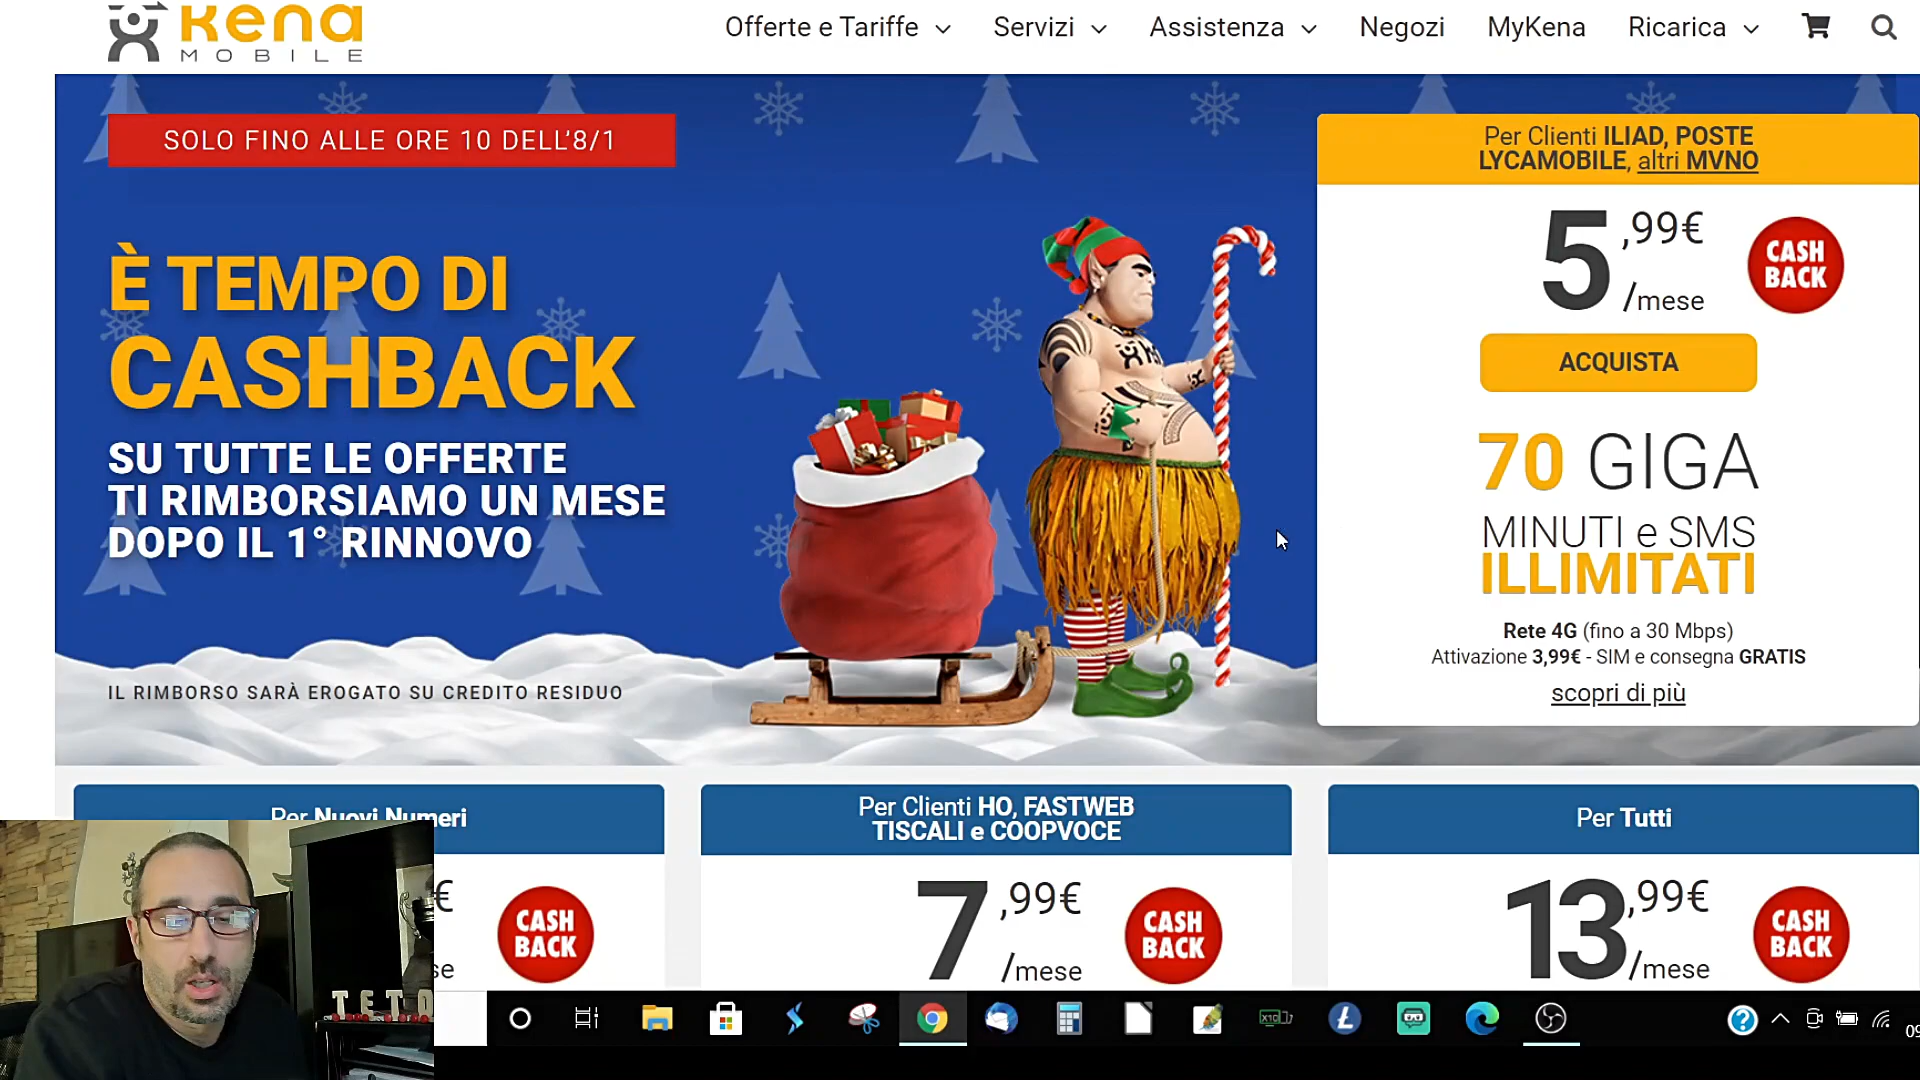 kena
MOBILE
Offerte e Tariffe
Servizi
Assistenza
Negozi
MyKena
Ricarica
SOLO FINO ALLE ORE 10 DELL'8/1
È TEMPO DI
CASHBACK
SU TUTTE LE OFFERTE
TI RIMBORSIAMO UN MESE
DOPO IL 1° RINNOVO
IL RIMBORSO SARÀ EROGATO SU CREDITO RESIDUO
Per Clienti ILIAD, POSTE
LYCAMOBILE, altri MVNO
5,99€
/mese
CASH
BACK
ACQUISTA
70 GIGA
MINUTI e SMS
ILLIMITATI
Rete 4G (fino a 30 Mbps)
Attivazione 3,99€ - SIM e consegna GRATIS
scopri di più
Per Nuovi Numeri
€
se
CASH
BACK
Per Clienti HO, FASTWEB
TISCALI e COOPVOCE
7,99€
/mese
CASH
BACK
Per Tutti
13,99€
/mese
CASH
BACK
TETO
09